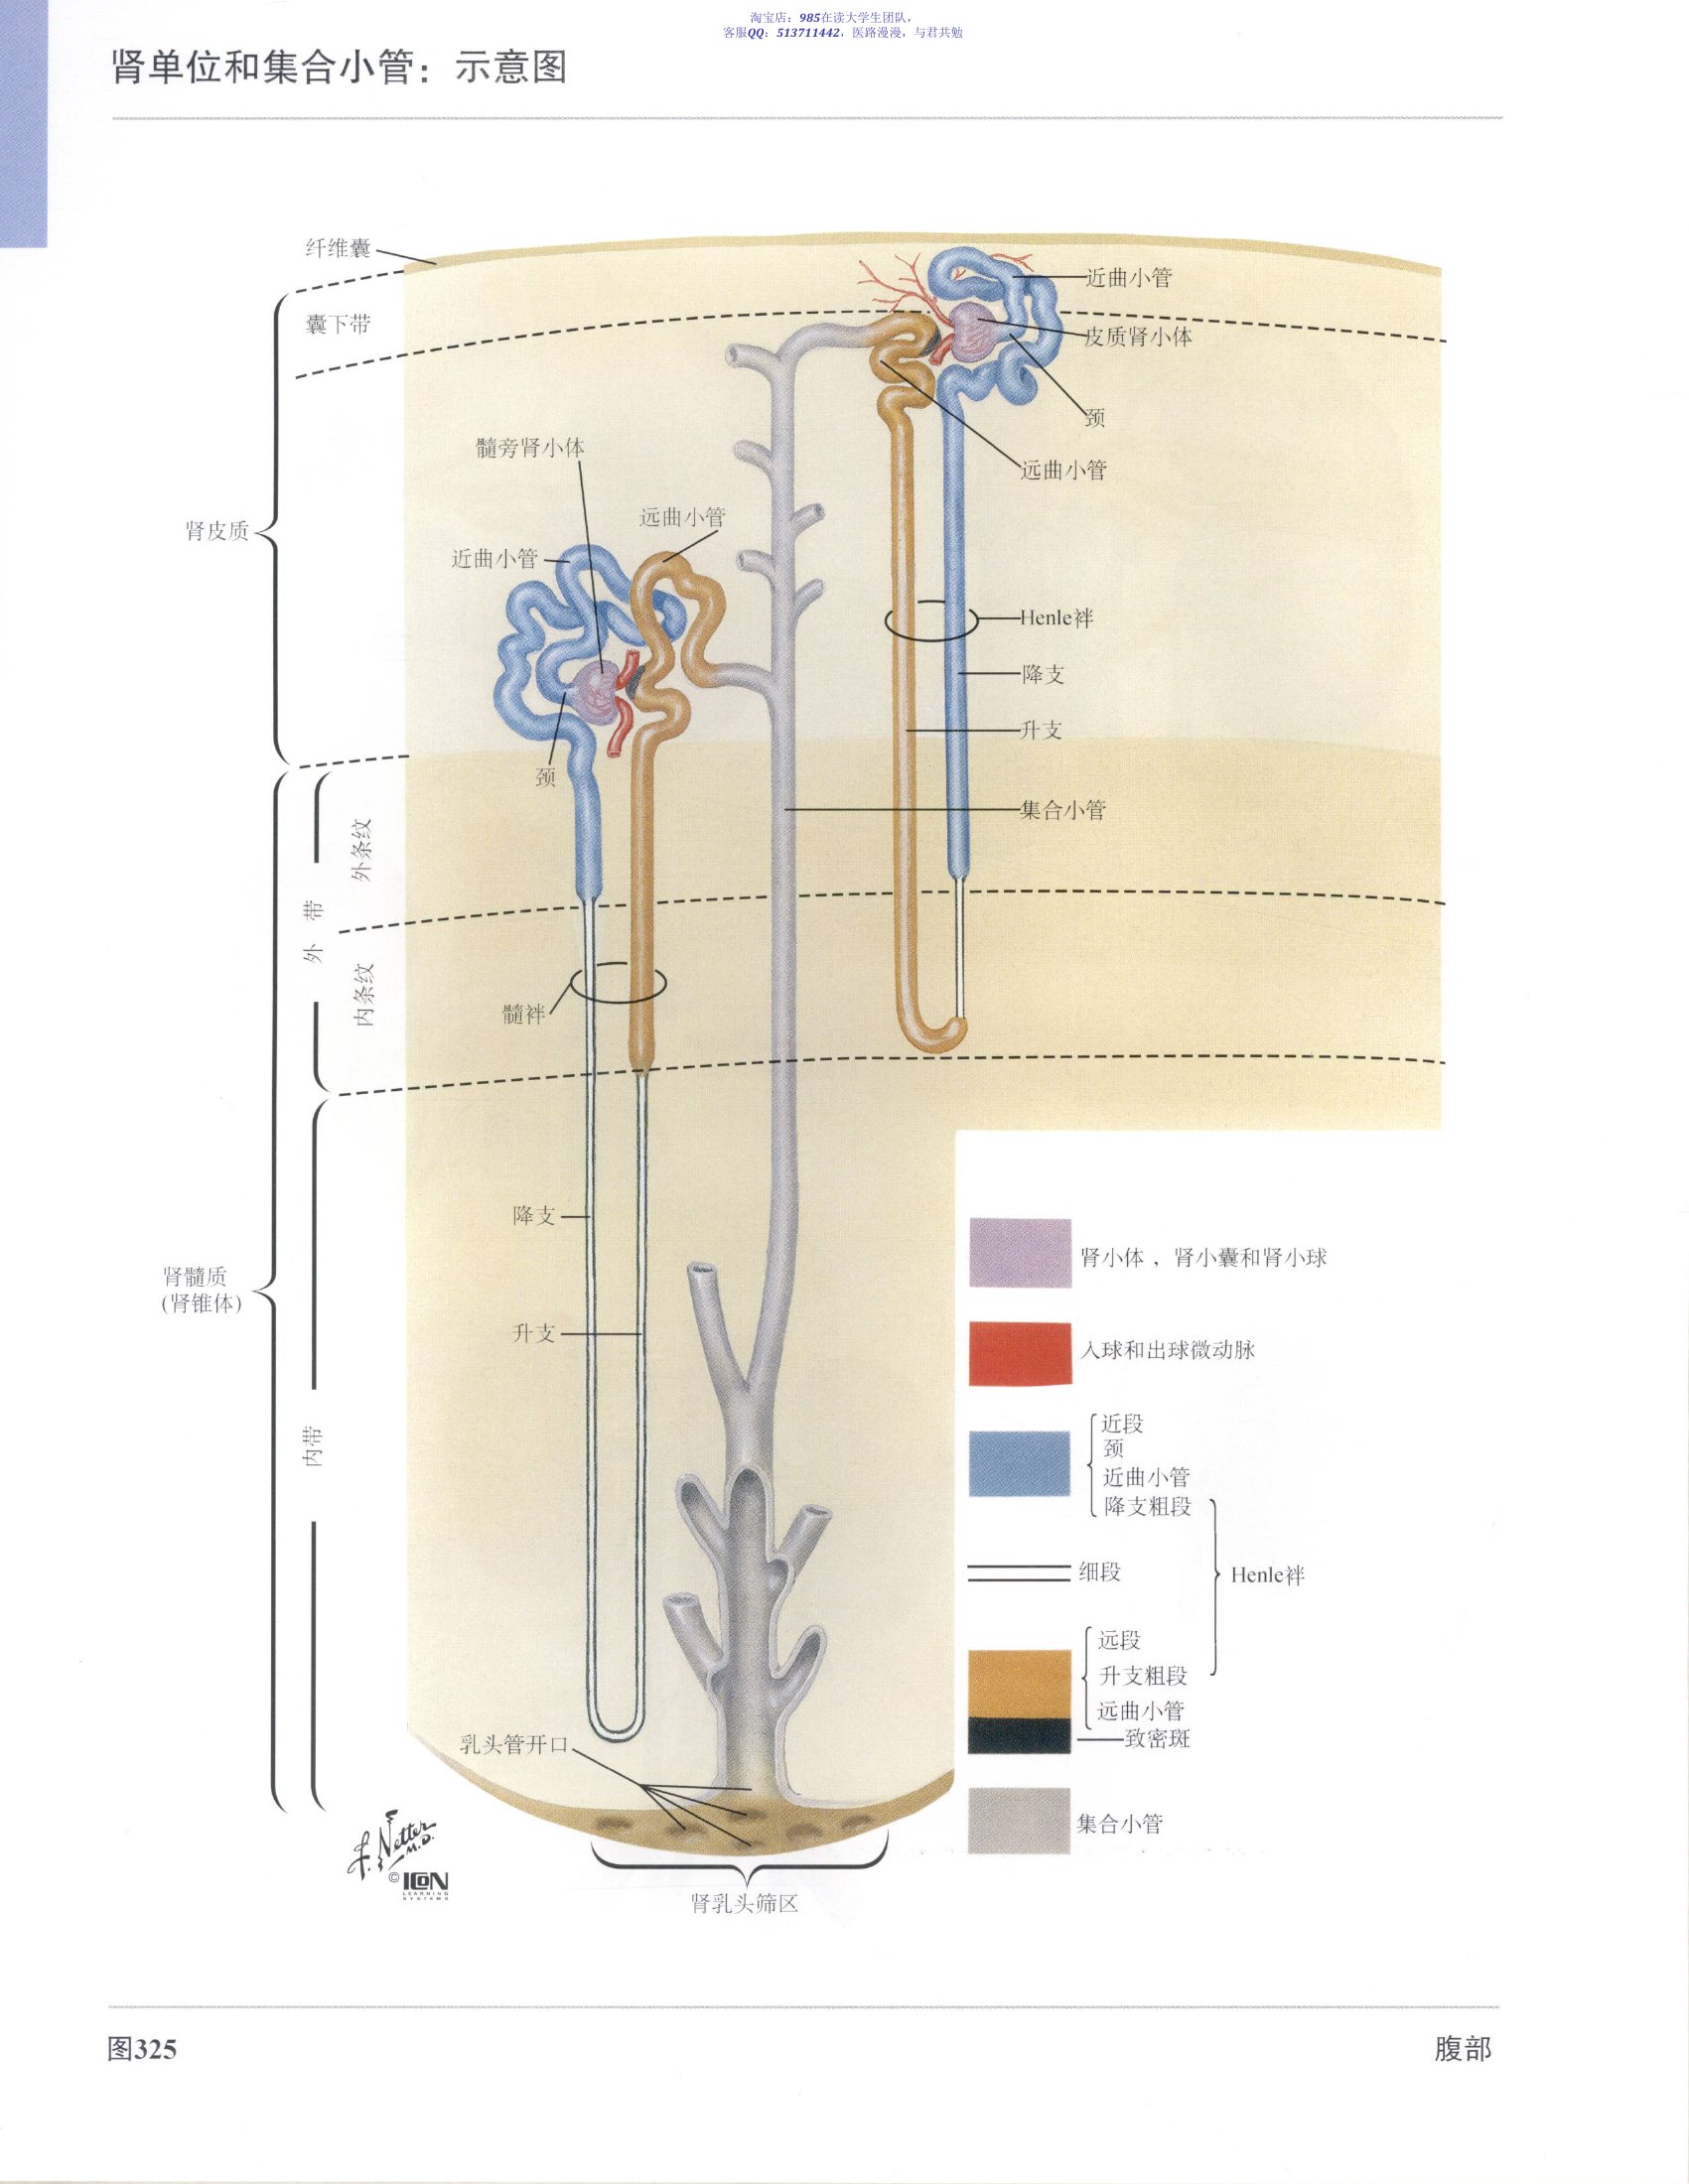 淘宝店：985在读大学生团队，
客服QQ：513711442，医路漫漫，与君共勉
肾单位和集合小管：示意图
纤维囊
囊下带
近曲小管
皮质肾小体
颈
远曲小管
髓旁肾小体
远曲小管
近曲小管
肾皮质
Henle袢
降支
升支
颈
集合小管
外条纹
外带
内条纹
髓袢
降支
升支
肾髓质
(肾锥体)
内带
肾小体，肾小囊和肾小球
入球和出球微动脉
近段
颈
近曲小管
降支粗段
细段
Henle袢
远段
升支粗段
远曲小管
致密斑
集合小管
乳头管开口
肾乳头筛区
F. Netter
M.D.
© ICON
LEARNING
SYSTEMS
图325
腹部